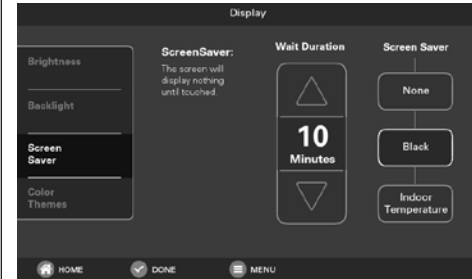 Display
Brightness
Backlight
Screen
Saver
Color
Themes
ScreenSaver:
The screen will
display nothing
until touched.
Wait Duration
10
Minutes
Screen Saver
None
Black
Indoor
Temperature
HOME
DONE
MENU